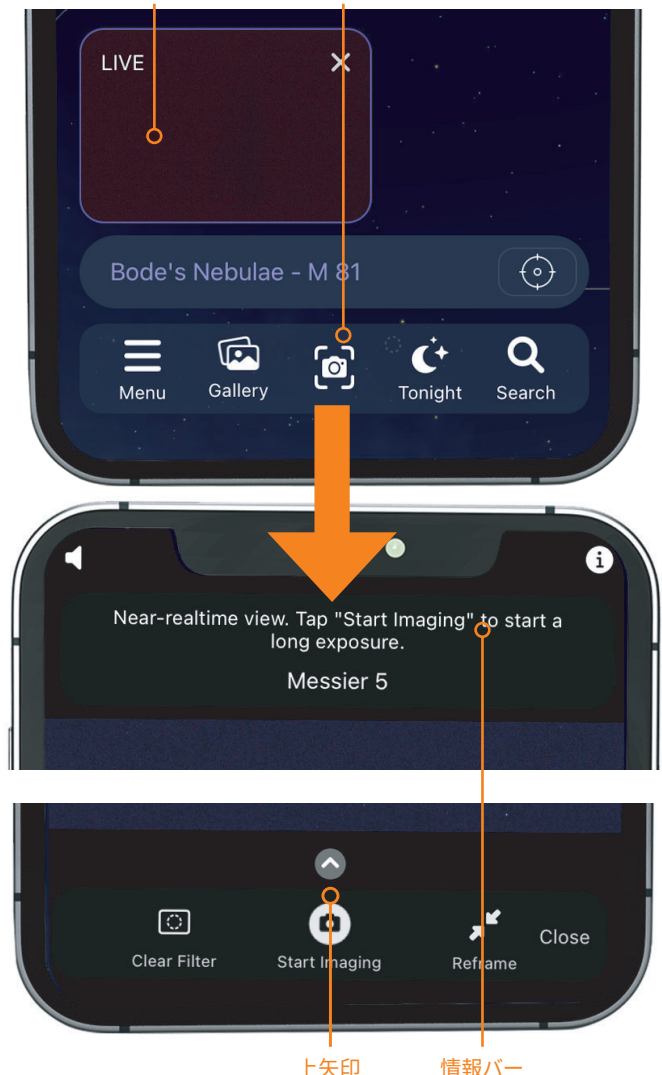 LIVE
Bode's Nebulae - M 81
Menu
Gallery
Tonight
Search
Near-realtime view. Tap "Start Imaging" to start a
long exposure.
Messier 5
Clear Filter
Start Imaging
Reframe
Close
上矢印
情報バー